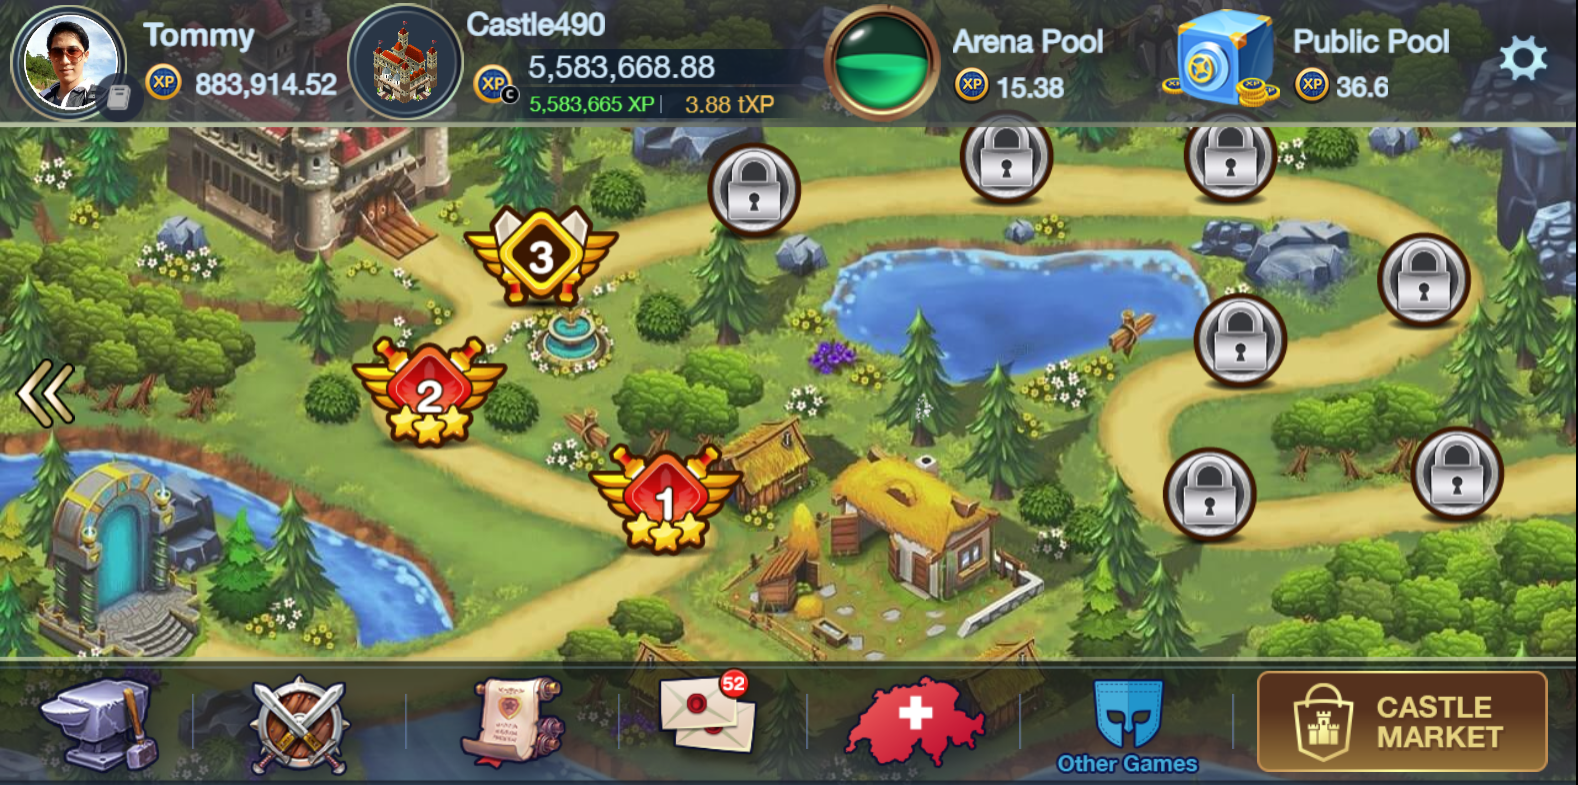 Tommy
XP 883,914.52
Castle490
XP C 5,583,668.88
5,583,665 XP | 3.88 tXP
Arena Pool
XP 15.38
Public Pool
XP 36.6
3
2
1
52
Other Games
CASTLE
MARKET